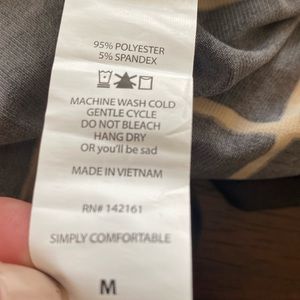 95% POLYESTER
5% SPANDEX
MACHINE WASH COLD
GENTLE CYCLE
DO NOT BLEACH
HANG DRY
OR you'll be sad
MADE IN VIETNAM
RN# 142161
SIMPLY COMFORTABLE
M